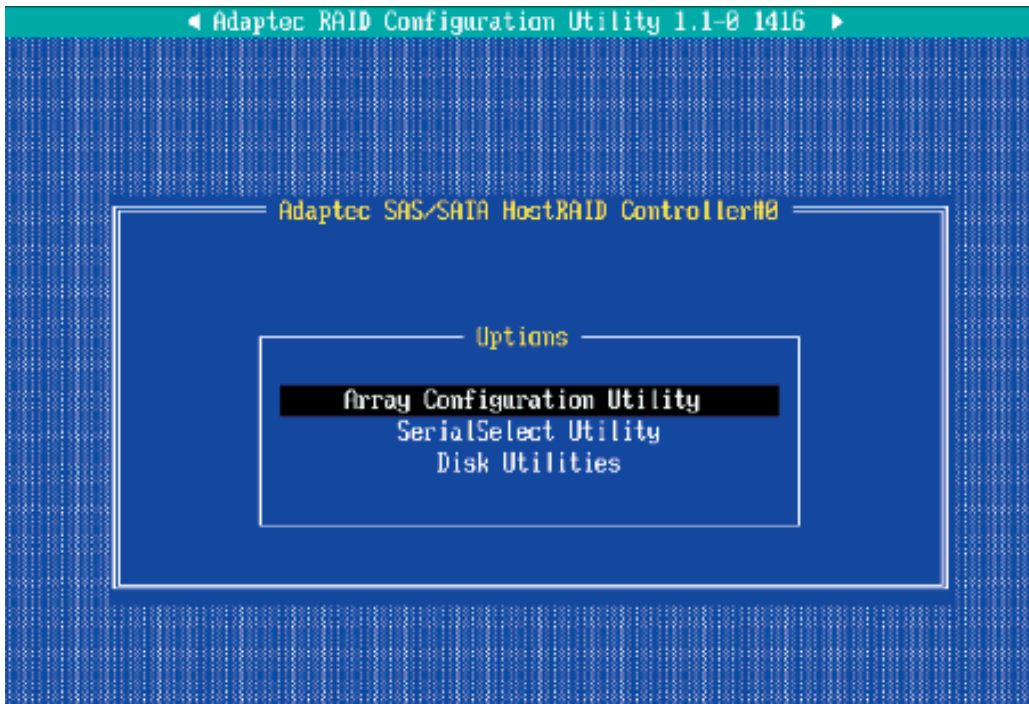 Adaptec RAID Configuration Utility 1.1-0 1416
Adaptec SAS/SATA HostRAID Controller#0
Options
Array Configuration Utility
SerialSelect Utility
Disk Utilities